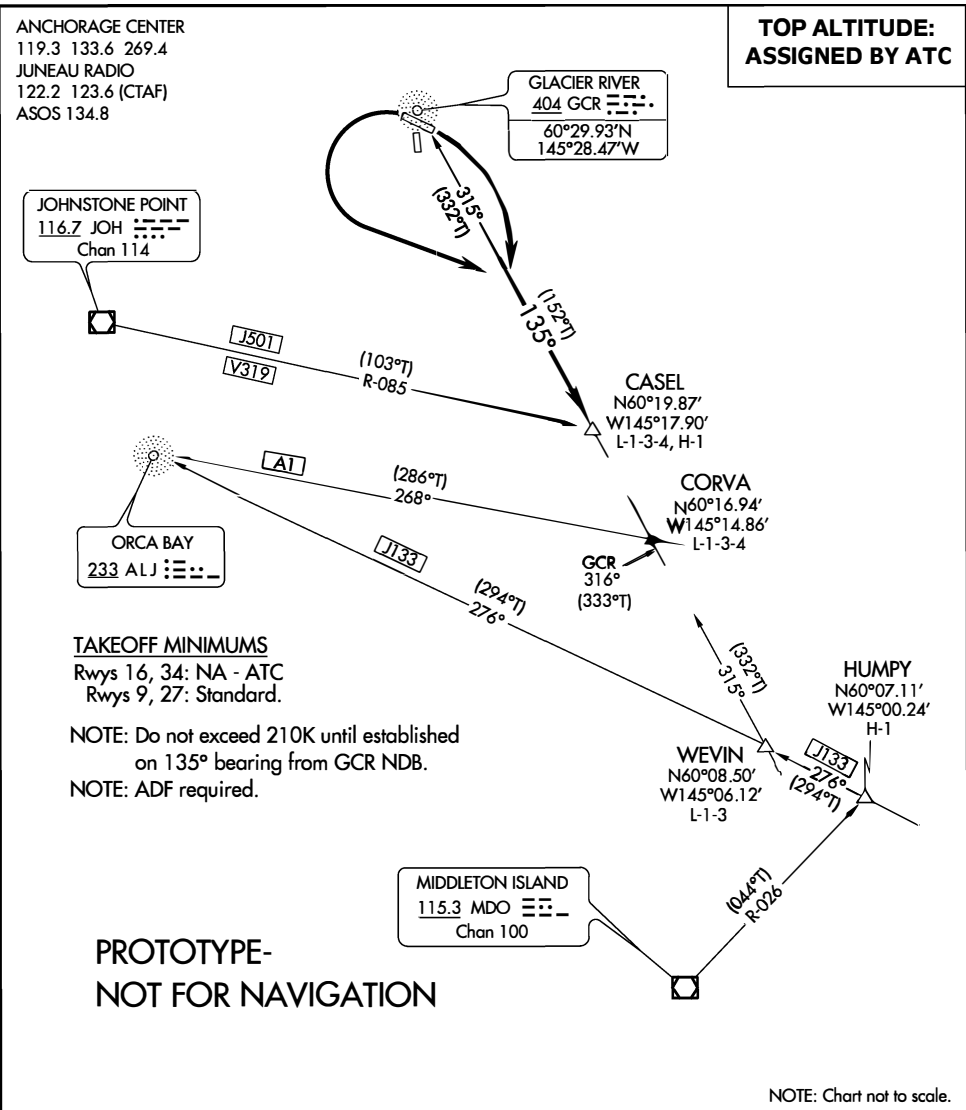 ANCHORAGE CENTER
119.3 133.6 269.4
JUNEAU RADIO
122.2 123.6 (CTAF)
ASOS 134.8
TOP ALTITUDE:
ASSIGNED BY ATC
GLACIER RIVER
404 GCR
60°29.93'N
145°28.47'W
JOHNSTONE POINT
116.7 JOH
Chan 114
315°
(332°T)
(152°T)
135°
J501
V319
(103°T)
R-085
CASEL
N60°19.87'
W145°17.90'
L-1-3-4, H-1
A1
(286°T)
268°
CORVA
N60°16.94'
W145°14.86'
L-1-3-4
GCR
316°
(333°T)
ORCA BAY
233 ALJ
J133
(294°T)
276°
TAKEOFF MINIMUMS
Rwys 16, 34: NA - ATC
Rwys 9, 27: Standard.
NOTE: Do not exceed 210K until established
on 135° bearing from GCR NDB.
NOTE: ADF required.
(332°T)
315°
HUMPY
N60°07.11'
W145°00.24'
H-1
WEVIN
N60°08.50'
W145°06.12'
L-1-3
J133
276°
(294°T)
MIDDLETON ISLAND
115.3 MDO
Chan 100
(044°T)
R-026
PROTOTYPE-
NOT FOR NAVIGATION
NOTE: Chart not to scale.